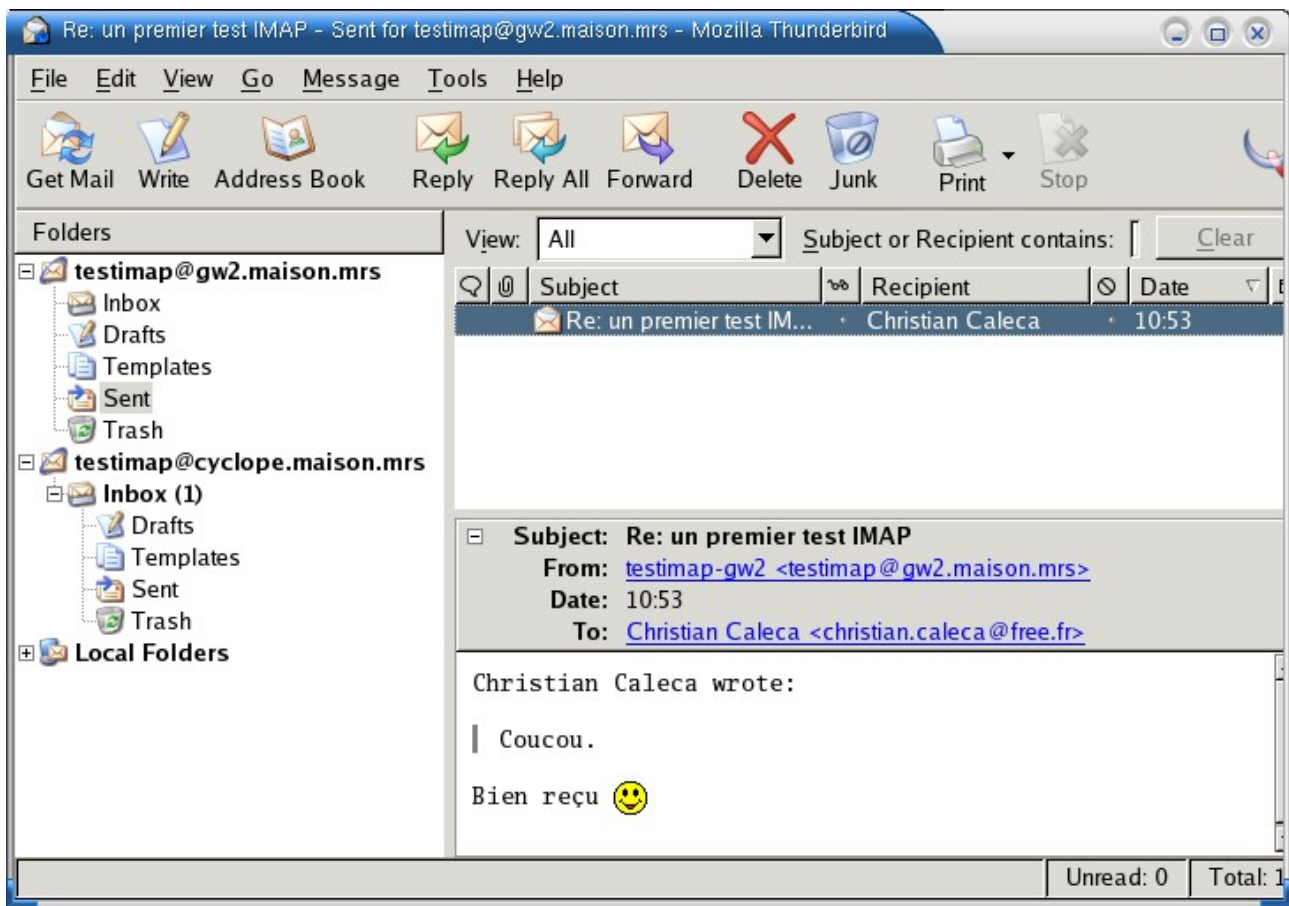 Re: un premier test IMAP - Sent for testimap@gw2.maison.mrs - Mozilla Thunderbird
File Edit View Go Message Tools Help
Get Mail Write Address Book Reply Reply All Forward Delete Junk Print Stop
Folders
testimap@gw2.maison.mrs
Inbox
Drafts
Templates
Sent
Trash
testimap@cyclope.maison.mrs
Inbox (1)
Drafts
Templates
Sent
Trash
Local Folders
View: All Subject or Recipient contains: Clear
Subject Recipient Date
Re: un premier test IM... Christian Caleca 10:53
Subject: Re: un premier test IMAP
From: testimap-gw2 <testimap@gw2.maison.mrs>
Date: 10:53
To: Christian Caleca <christian.caleca@free.fr>
Christian Caleca wrote:
Coucou.
Bien reçu
Unread: 0 Total: 1